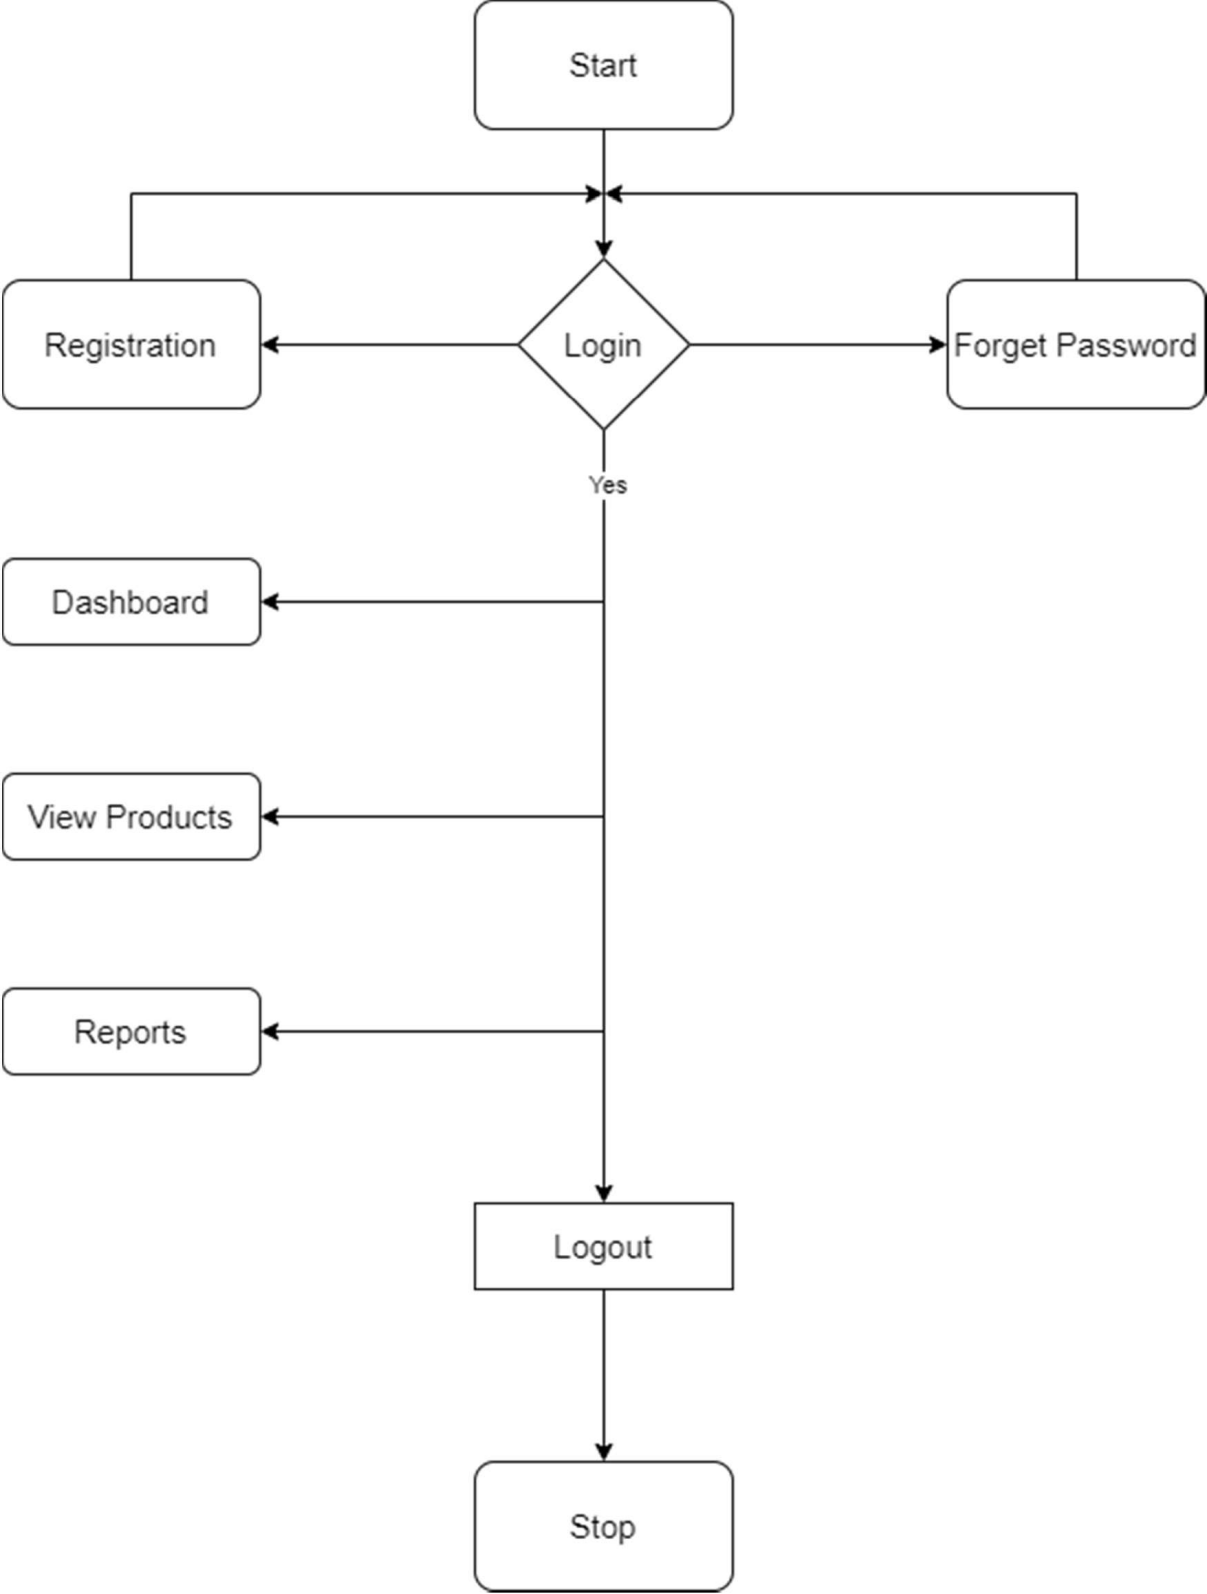 Start
Registration
Login
Forget Password
Yes
Dashboard
View Products
Reports
Logout
Stop